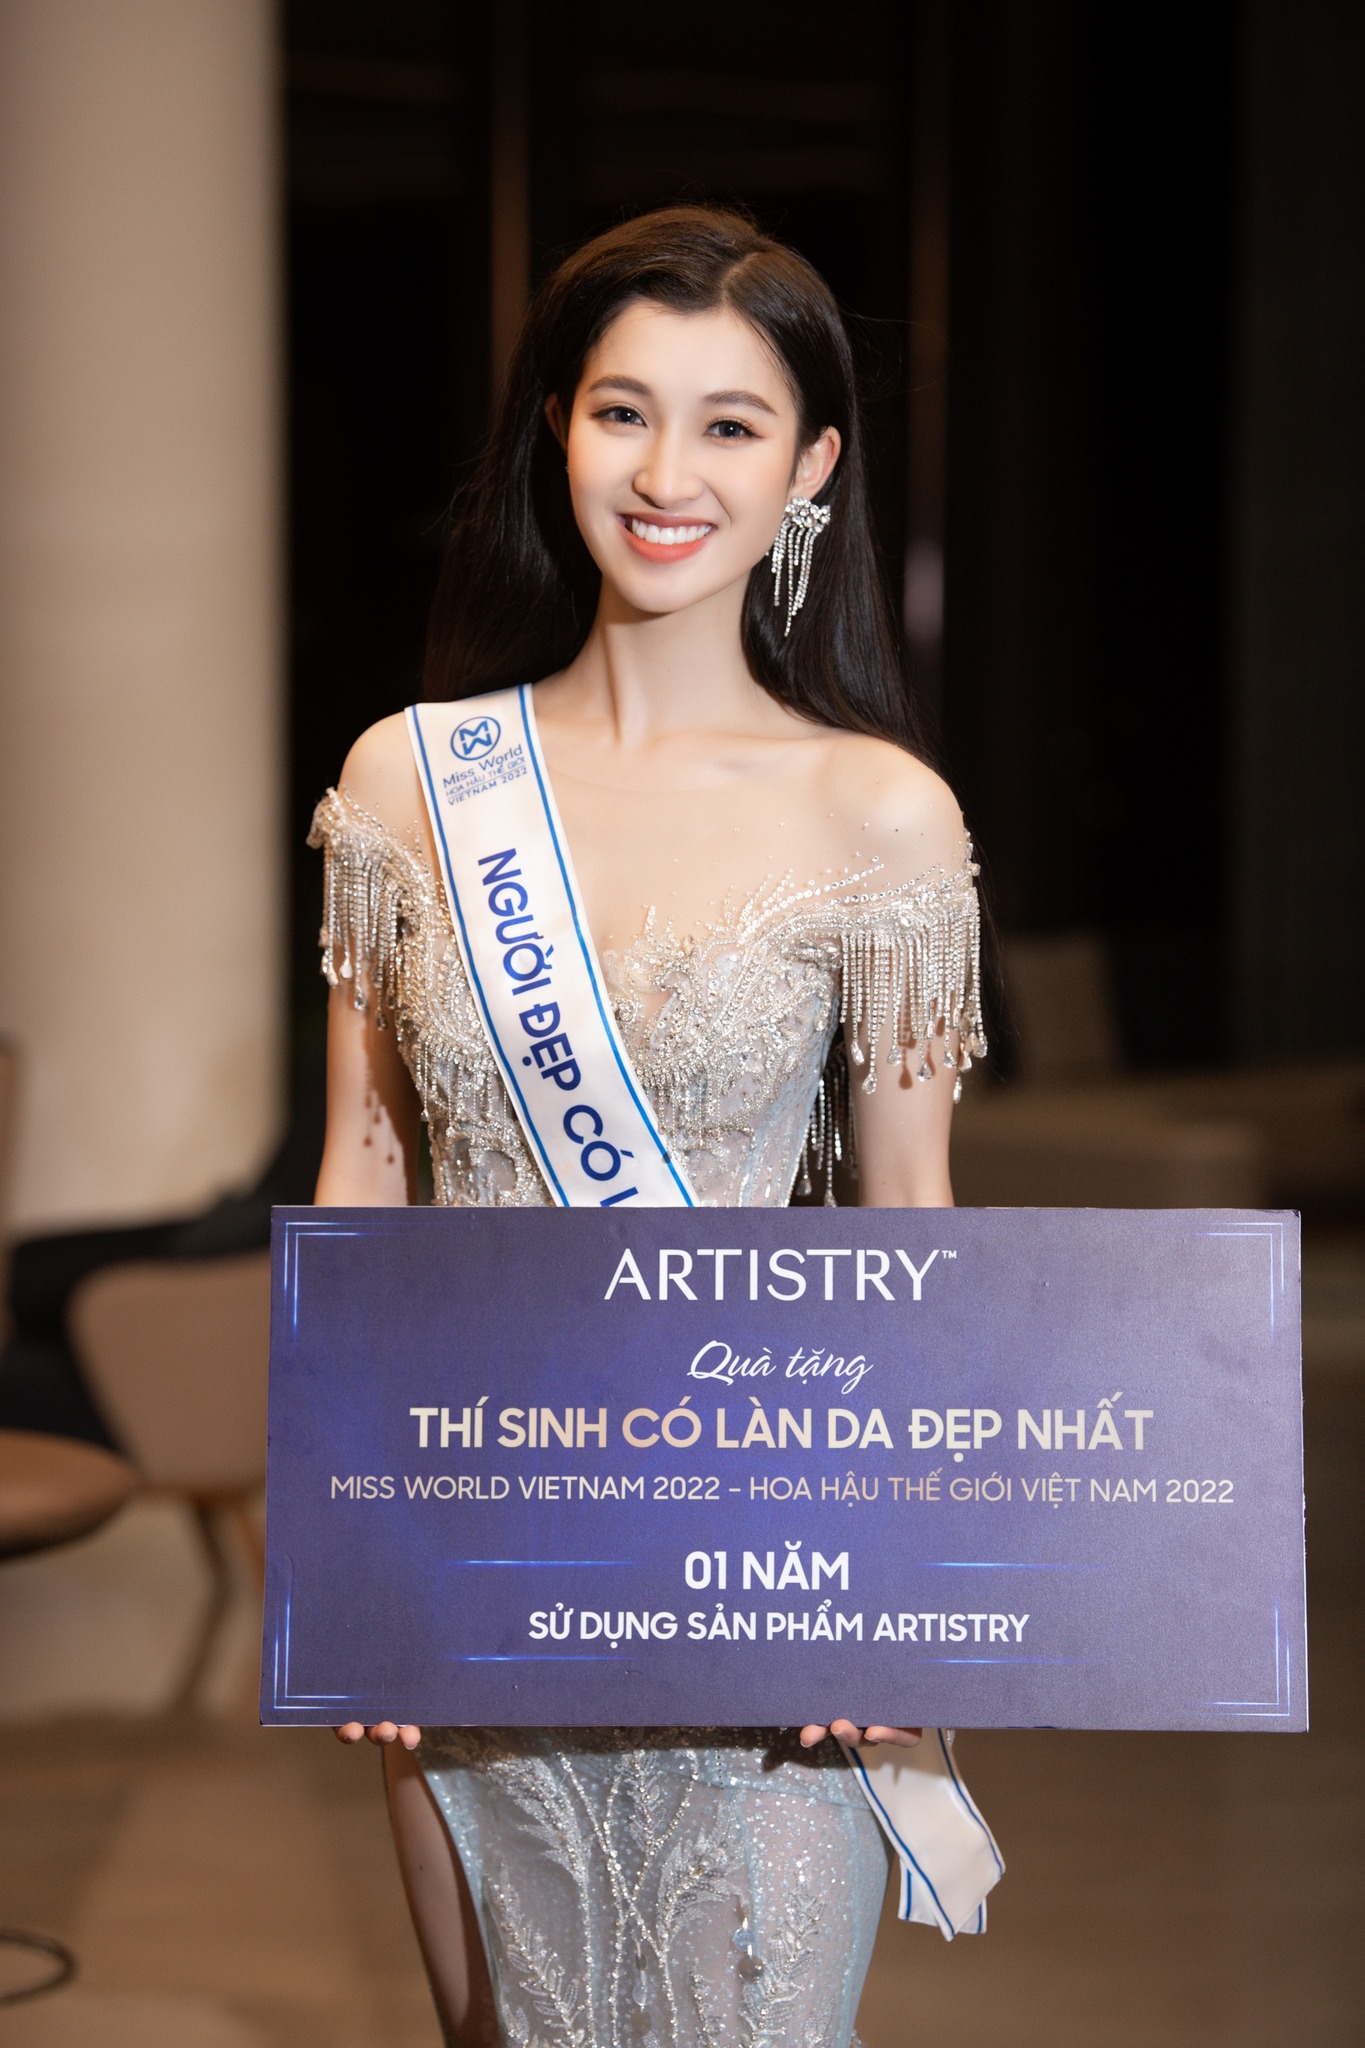 Miss World
HOA HẬU THẾ GIỚI
VIETNAM 2022
NGƯỜI ĐẸP CÓ
ARTISTRY™
Quà tặng
THÍ SINH CÓ LÀN DA ĐẸP NHẤT
MISS WORLD VIETNAM 2022 - HOA HẬU THẾ GIỚI VIỆT NAM 2022
01 NĂM
SỬ DỤNG SẢN PHẨM ARTISTRY